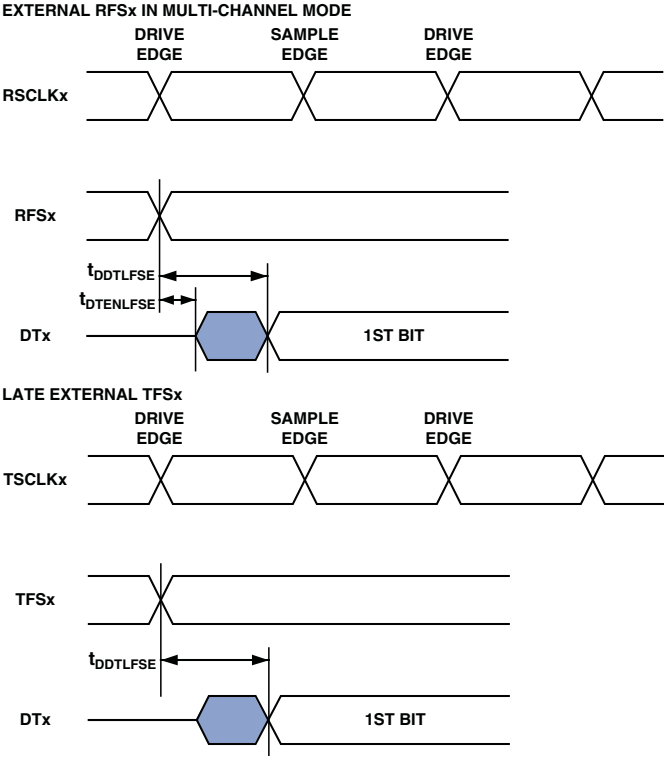 EXTERNAL RFSx IN MULTI-CHANNEL MODE
DRIVE EDGE
SAMPLE EDGE
DRIVE EDGE
RSCLKx
RFSx
tDDTLFSE
tDTENLFSE
DTx
1ST BIT
LATE EXTERNAL TFSx
DRIVE EDGE
SAMPLE EDGE
DRIVE EDGE
TSCLKx
TFSx
tDDTLFSE
DTx
1ST BIT